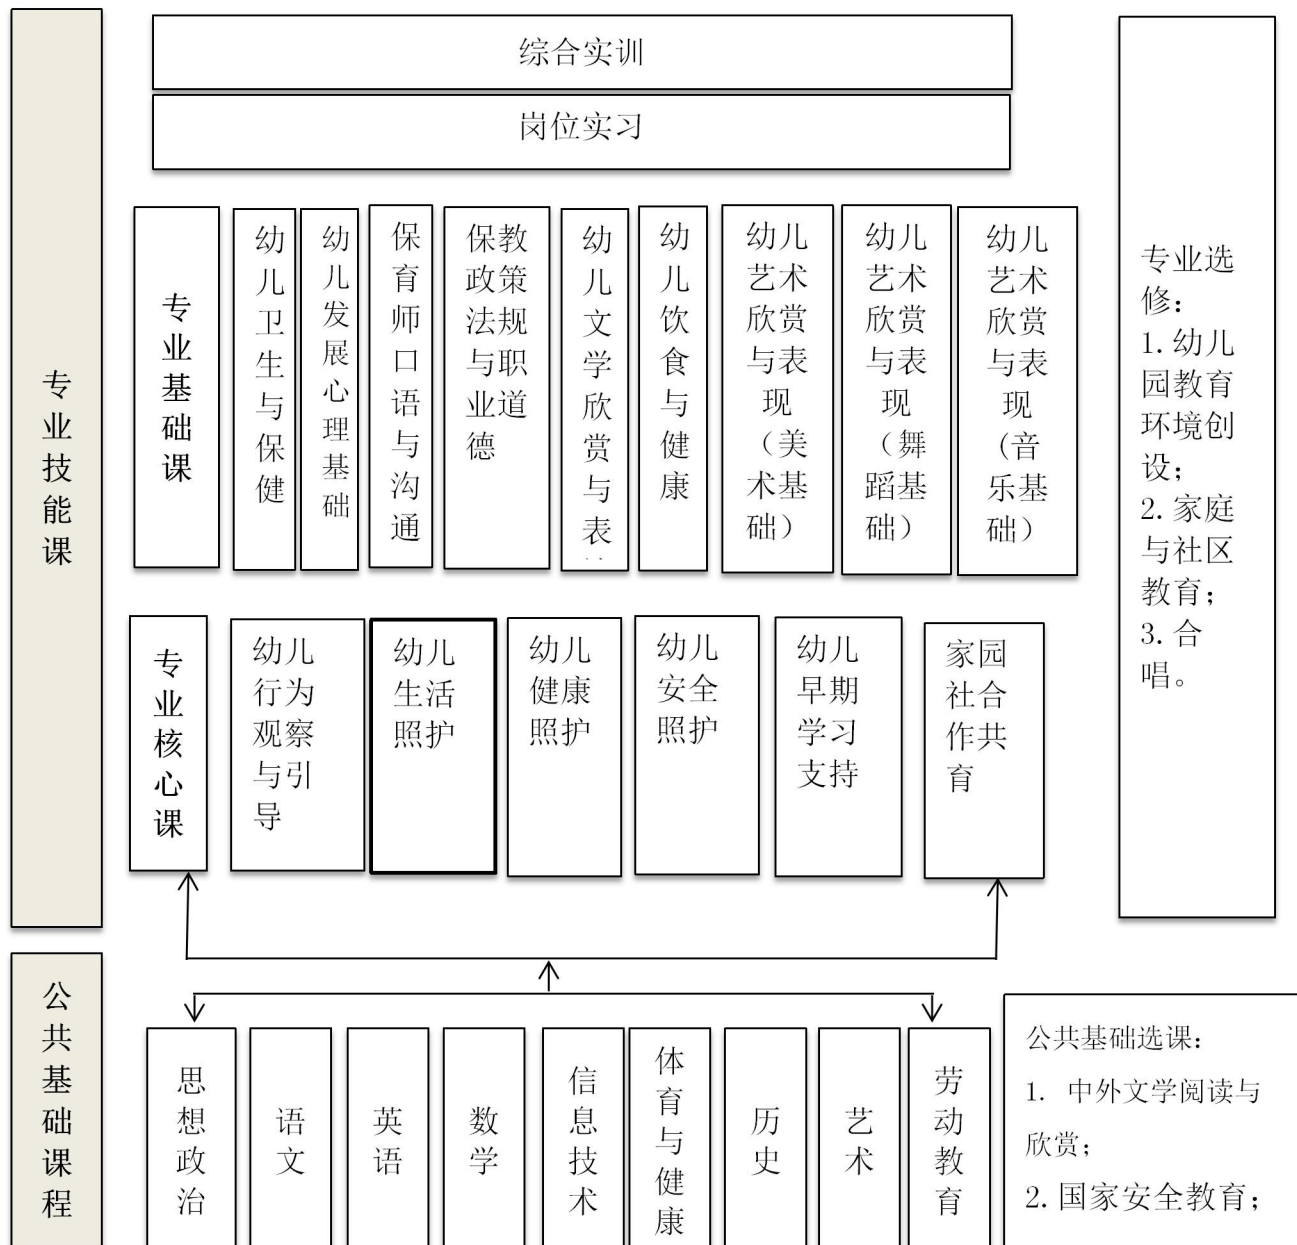 专业技能课
综合实训
岗位实习
专业基础课
幼儿卫生与保健
幼儿发展心理基础
保育师口语与沟通
保教
政策
法规
与职
业道
德
幼儿文学欣赏与表
幼儿饮食与健康
幼儿
艺术
欣赏
与表
现
（美
术基
础）
幼儿
艺术
欣赏
与表
现
（舞
蹈基
础）
幼儿
艺术
欣赏
与表
现
（音
乐基
础）
专业核心课
幼儿
行为
观察
与引
导
幼儿
生活
照护
幼儿
健康
照护
幼儿
安全
照护
幼儿
早期
学习
支持
家园
社合
作共
育
专业选
修：
1.幼儿
园教育
环境创
设；
2.家庭
与社区
教育；
3.合
唱。
公共基础课程
思想政治
语文
英语
数学
信息技术
体育与健康
历史
艺术
劳动教育
公共基础选课：
1. 中外文学阅读与
欣赏；
2.国家安全教育；